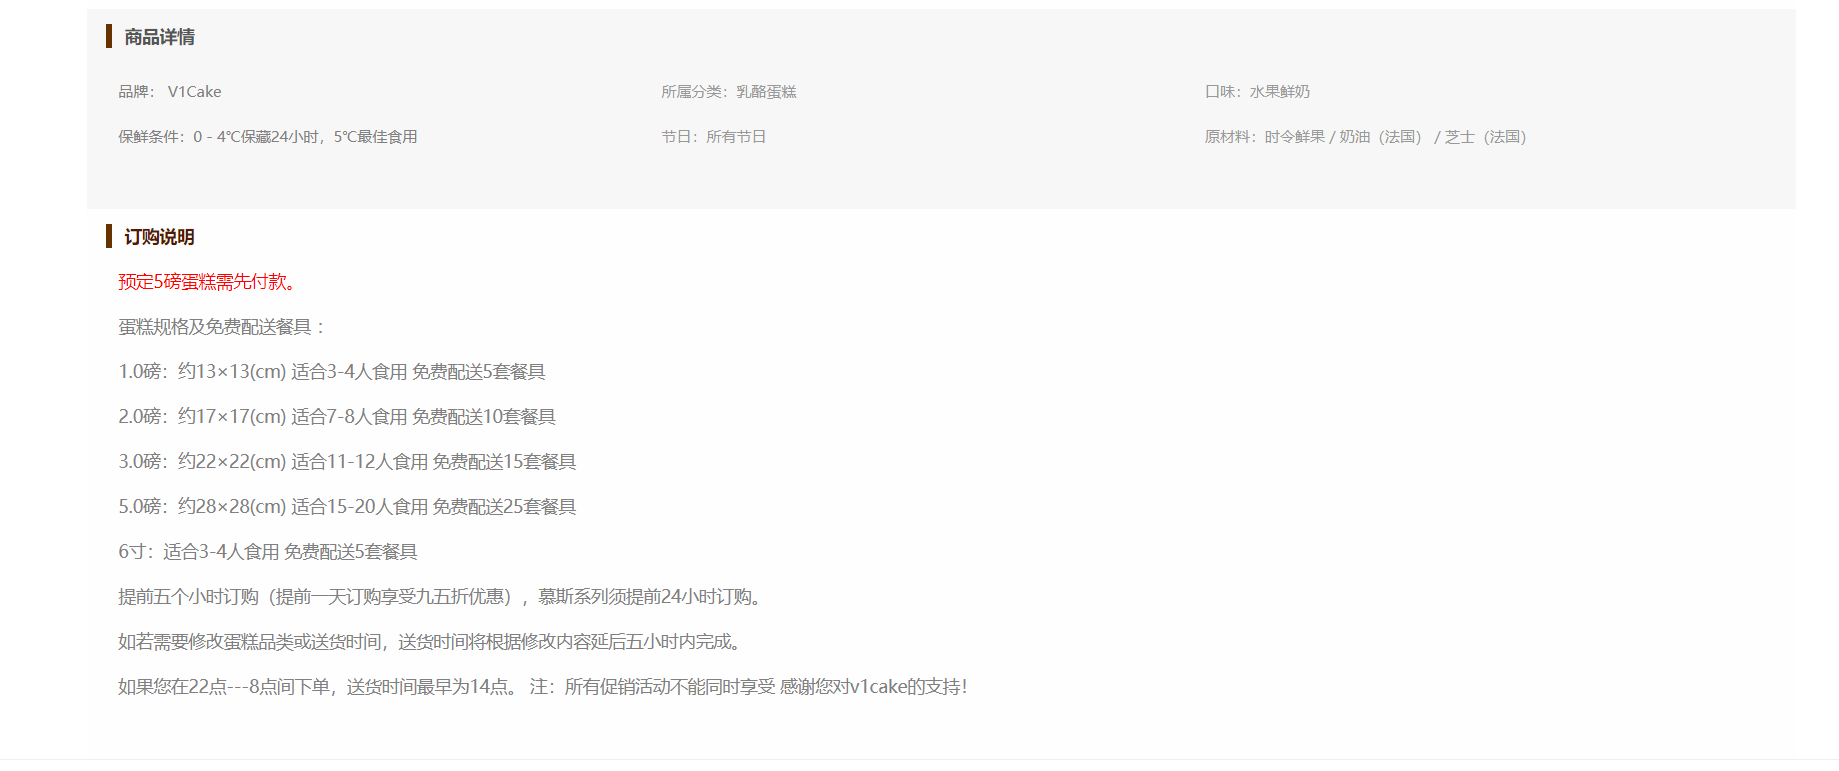 商品详情
品牌： V1Cake
所属分类：乳酪蛋糕
口味：水果鲜奶
保鲜条件：0 - 4℃保藏24小时，5℃最佳食用
节日：所有节日
原材料：时令鲜果 / 奶油（法国） / 芝士（法国）
订购说明
预定5磅蛋糕需先付款。
蛋糕规格及免费配送餐具 ：
1.0磅：约13×13(cm) 适合3-4人食用 免费配送5套餐具
2.0磅：约17×17(cm) 适合7-8人食用 免费配送10套餐具
3.0磅：约22×22(cm) 适合11-12人食用 免费配送15套餐具
5.0磅：约28×28(cm) 适合15-20人食用 免费配送25套餐具
6寸：适合3-4人食用 免费配送5套餐具
提前五个小时订购（提前一天订购享受九五折优惠），慕斯系列须提前24小时订购。
如若需要修改蛋糕品类或送货时间，送货时间将根据修改内容延后五小时内完成。
如果您在22点---8点间下单，送货时间最早为14点。 注：所有促销活动不能同时享受 感谢您对v1cake的支持！